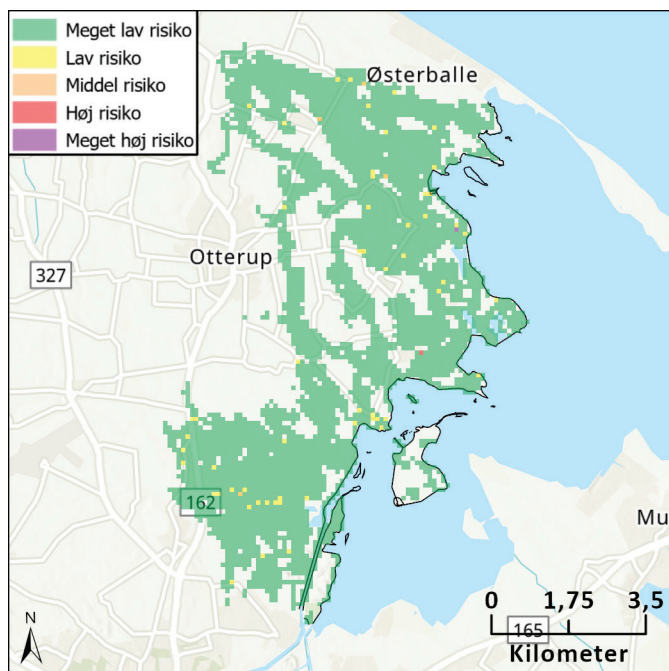 Meget lav risiko
Lav risiko
Middel risiko
Høj risiko
Meget høj risiko
Østerballe
Otterup
327
162
Mu
N
0 1,75 3,5
165
Kilometer